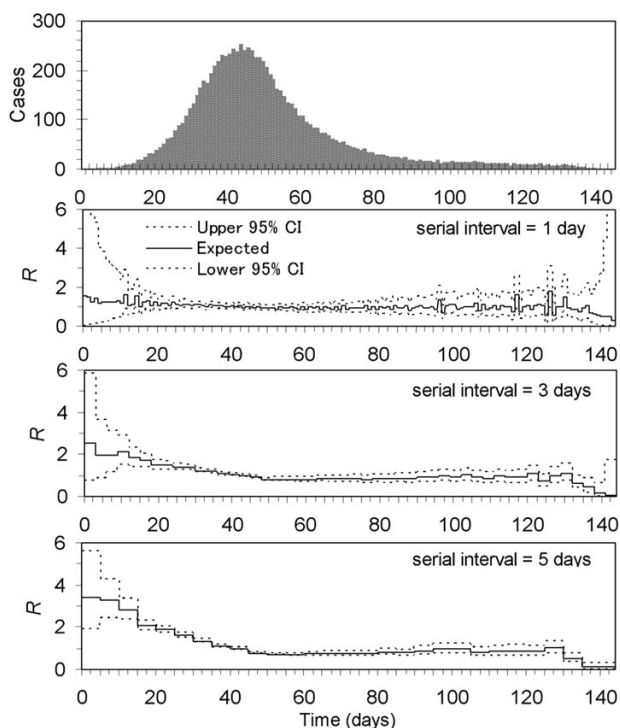 300
200
100
0
Cases
0 20 40 60 80 100 120 140
6
4
2
0
R
Upper 95% CI
Expected
Lower 95% CI
serial interval = 1 day
0 20 40 60 80 100 120 140
6
4
2
0
R
serial interval = 3 days
0 20 40 60 80 100 120 140
6
4
2
0
R
serial interval = 5 days
0 20 40 60 80 100 120 140
Time (days)